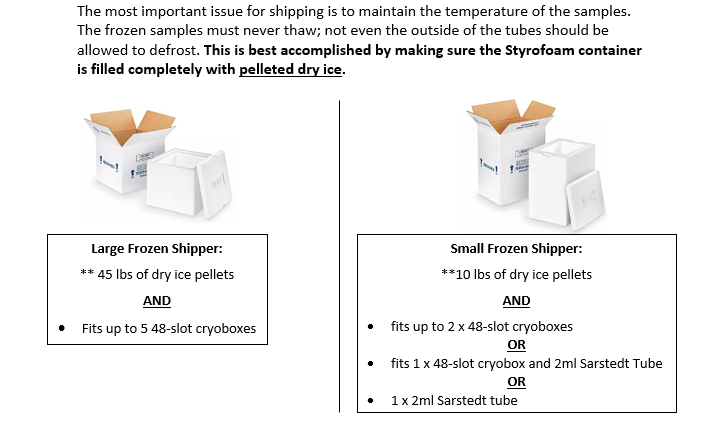 The most important issue for shipping is to maintain the temperature of the samples.
The frozen samples must never thaw; not even the outside of the tubes should be
allowed to defrost. This is best accomplished by making sure the Styrofoam container
is filled completely with pelleted dry ice.
Large Frozen Shipper:
** 45 lbs of dry ice pellets
AND
• Fits up to 5 48-slot cryoboxes
Small Frozen Shipper:
**10 lbs of dry ice pellets
AND
• fits up to 2 x 48-slot cryoboxes
OR
• fits 1 x 48-slot cryobox and 2ml Sarstedt Tube
OR
• 1 x 2ml Sarstedt tube